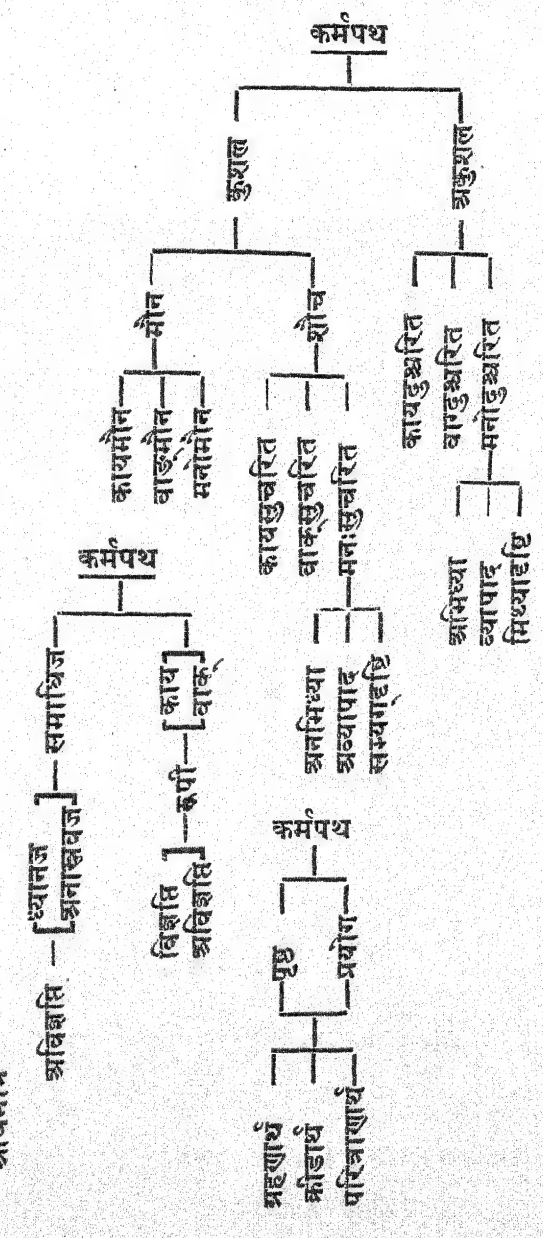 कर्मपथ
कुशल
अकुशल
मौन
शौच
कायमौन
वाङ्मौन
मनोमौन
कायसुचरित
वाक्सुचरित
मनःसुचरित
कायदुश्चरित
वाग्दुश्चरित
मनोदुश्चरित
अनभिध्या
अव्यापाद
सम्यग्दृष्टि
अभिध्या
व्यापाद
मिथ्यादृष्टि
कर्मपथ
समाधिज
[ध्यानज
अनास्रवज]
अविज्ञप्ति
रूपी
[काय]
[वाक्]
विज्ञप्ति]
अविज्ञप्ति]
कर्मपथ
पृष्ठ
प्रयोग
ग्रहणार्थ
क्रीडार्थ
परित्राणार्थ